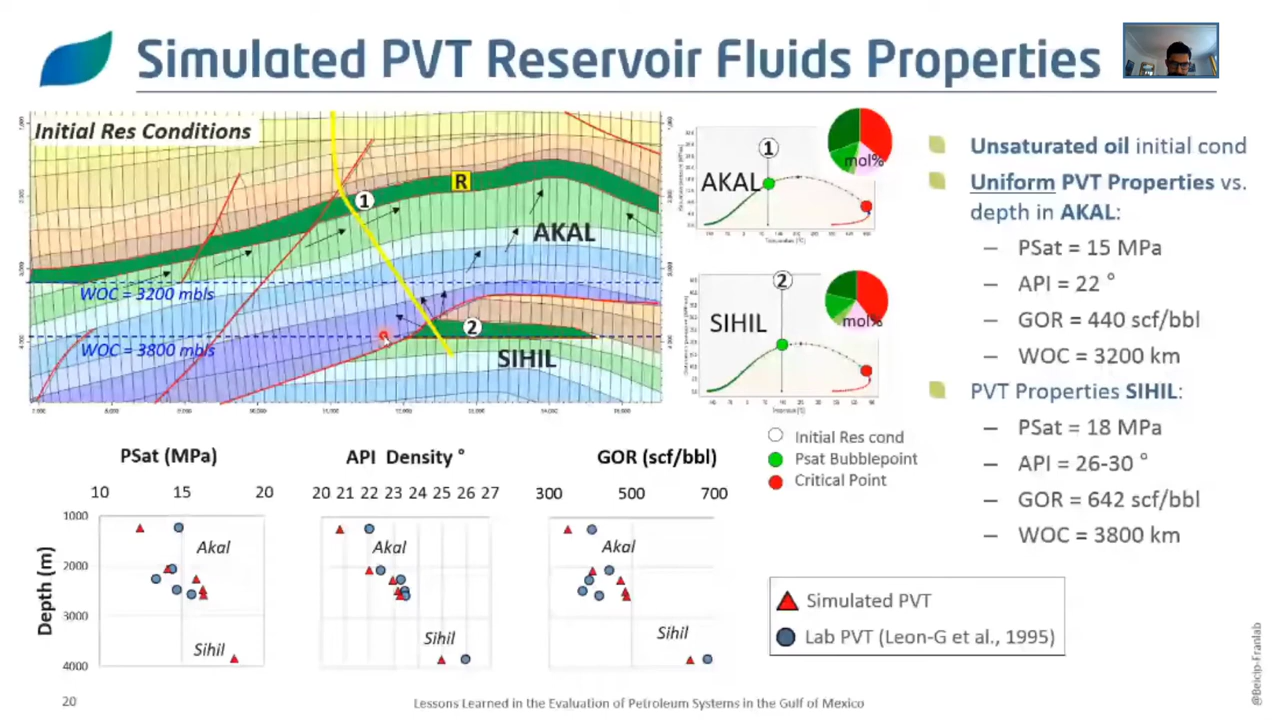 Simulated PVT Reservoir Fluids Properties
Initial Res Conditions
R
1
AKAL
WOC = 3200 mbls
2
WOC = 3800 mbls
SIHIL
1
mol%
AKAL
2
mol%
SIHIL
Initial Res cond
Psat Bubblepoint
Critical Point
Unsaturated oil initial cond
Uniform PVT Properties vs.
depth in AKAL:
– PSat = 15 MPa
– API = 22 °
– GOR = 440 scf/bbl
– WOC = 3200 km
PVT Properties SIHIL:
– PSat = 18 MPa
– API = 26-30 °
– GOR = 642 scf/bbl
– WOC = 3800 km
PSat (MPa)
10 15 20
Depth (m)
1000
2000
3000
4000
Akal
Sihil
API Density °
20 21 22 23 24 25 26 27
Akal
Sihil
GOR (scf/bbl)
300 500 700
Akal
Sihil
Simulated PVT
Lab PVT (Leon-G et al., 1995)
@Beicip-Franlab
20
Lessons Learned in the Evaluation of Petroleum Systems in the Gulf of Mexico